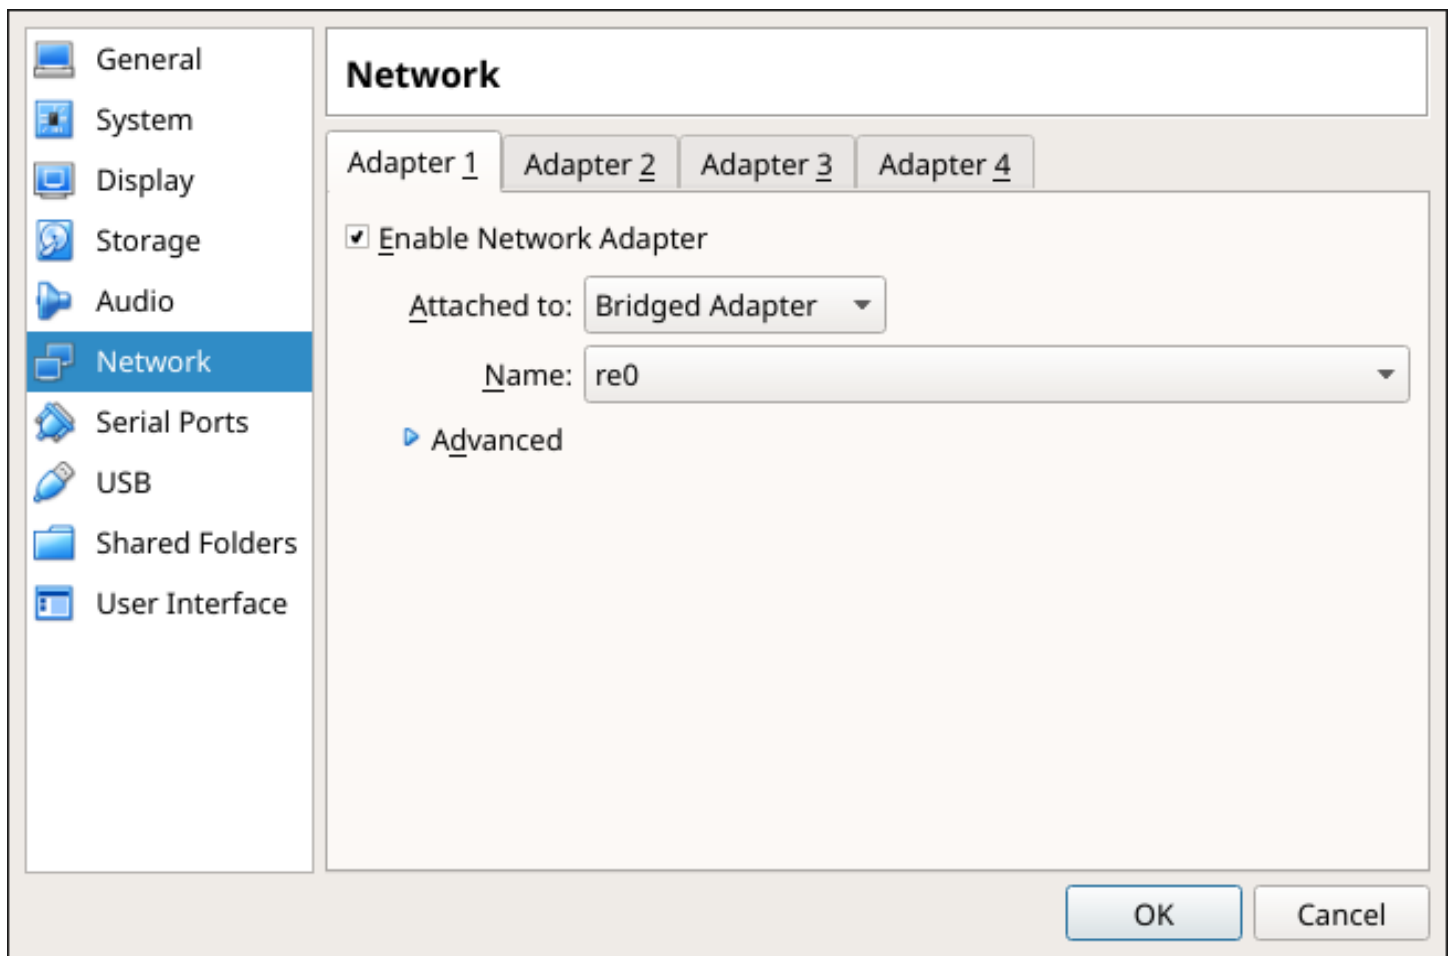 General
System
Display
Storage
Audio
Network
Serial Ports
USB
Shared Folders
User Interface
Network
Adapter 1
Adapter 2
Adapter 3
Adapter 4
Enable Network Adapter
Attached to: Bridged Adapter
Name: re0
Advanced
OK
Cancel